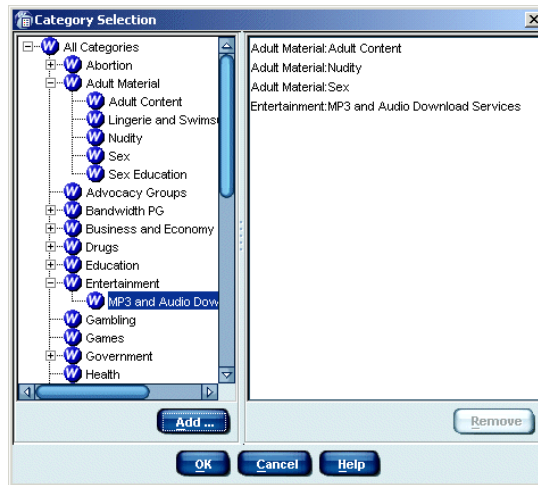 Category Selection
All Categories
Abortion
Adult Material
Adult Content
Lingerie and Swims
Nudity
Sex
Sex Education
Advocacy Groups
Bandwidth PG
Business and Economy
Drugs
Education
Entertainment
MP3 and Audio Dow
Gambling
Games
Government
Health
Add ...
Adult Material:Adult Content
Adult Material:Nudity
Adult Material:Sex
Entertainment:MP3 and Audio Download Services
Remove
OK
Cancel
Help